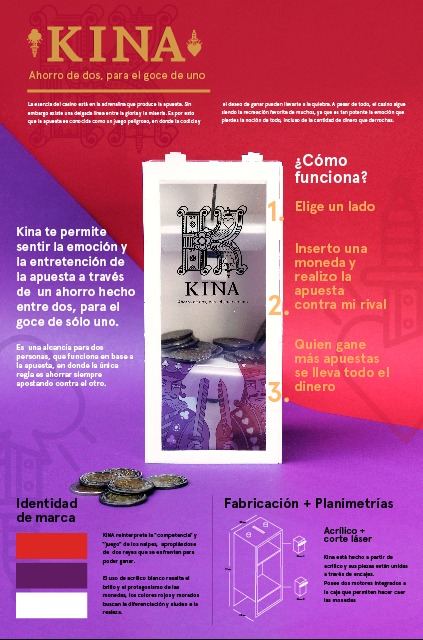 KINA
Ahorro de dos, para el goce de uno
La esencia del casino está en la adrenalina que produce la apuesta. Sin
embargo existe una delgada línea entre la gloria y la miseria. Es por esto
que la apuesta es conocida como un juego peligroso, en donde la codicia y
el deseo de ganar pueden llevarte a la quiebra. A pesar de todo, el casino sigue
siendo la recreación favorita de muchos, ya que es tan potente la emoción que
pierdes la noción de todo, incluso de la cantidad de dinero que derrochas.
¿Cómo
funciona?
1. Elige un lado
Inserto una
moneda y
realizo la
apuesta
2. contra mi rival
Quien gane
más apuestas
se lleva todo el
3. dinero
Kina te permite
sentir la emoción y
la entretención de
la apuesta a través
de un ahorro hecho
entre dos, para el
goce de sólo uno.
Es una alcancía para dos
personas, que funciona en base a
la apuesta, en donde la única
regla es ahorrar siempre
apostando contra el otro.
K
KINA
Ahorro de dos, para el goce de uno
Identidad
de marca
KINA reinterpreta la "competencia" y
"juego" de los naipes, apropiándose
de dos reyes que se enfrentan para
poder ganar.
El uso de acrílico blanco resalta el
brillo y el protagonismo de las
monedas, los colores rojo y morado
buscan la diferenciación y aluden a la
realeza.
Fabricación + Planimetrías
Acrílico +
corte láser
Kina está hecho a partir de
acrílico y sus piezas están unidas
a través de encajes.
Posee dos motores integrados a
la caja que permiten hacer caer
las monedas